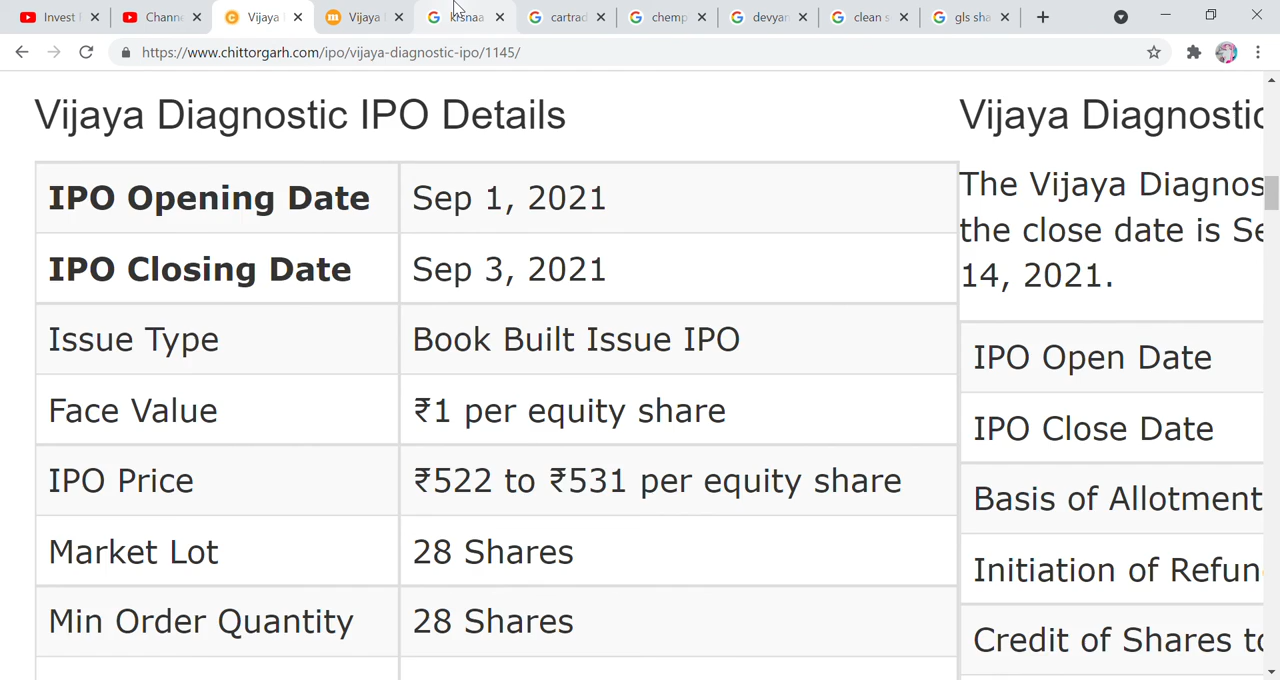 Invest
Channe
Vijaya
Vijaya
krsnaa
cartrad
chemp
devyan
clean s
gls sha
https://www.chittorgarh.com/ipo/vijaya-diagnostic-ipo/1145/
Vijaya Diagnostic IPO Details
IPO Opening Date Sep 1, 2021
IPO Closing Date Sep 3, 2021
Issue Type Book Built Issue IPO
Face Value ₹1 per equity share
IPO Price ₹522 to ₹531 per equity share
Market Lot 28 Shares
Min Order Quantity 28 Shares
Vijaya Diagnostic
The Vijaya Diagnos
the close date is Se
14, 2021.
IPO Open Date
IPO Close Date
Basis of Allotment
Initiation of Refun
Credit of Shares to